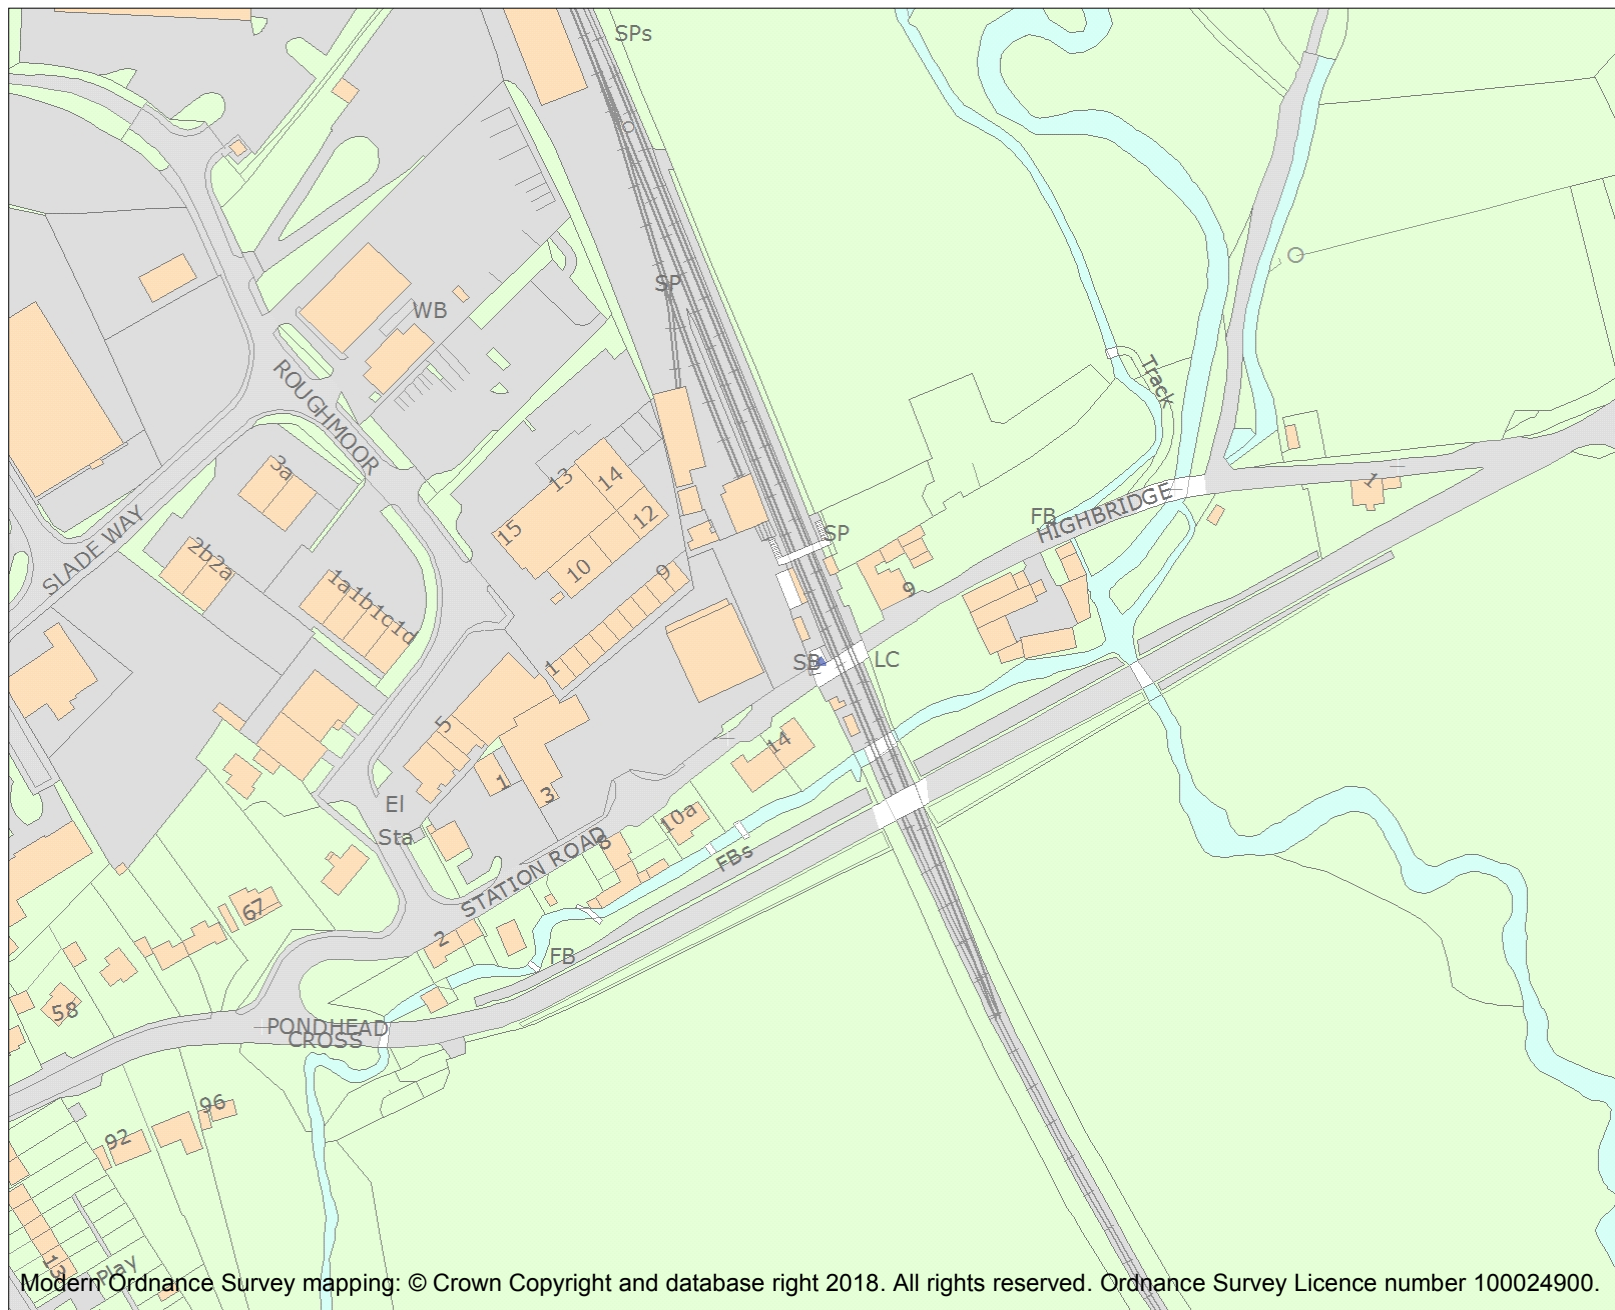 SPs
SP
WB
ROUGHMOOR
Track
3a
13
14
15
12
10
9
SLADE WAY
2b2a
1a1b1c1d
SP
FB
HIGHBRIDGE
1
9
1
SB
LC
5
14
1
3
El
Sta
10a
8
STATION ROAD
FBs
67
2
FB
58
PONDHEAD
CROSS
96
92
13
Play
Modern Ordnance Survey mapping: © Crown Copyright and database right 2018. All rights reserved. Ordnance Survey Licence number 100024900.